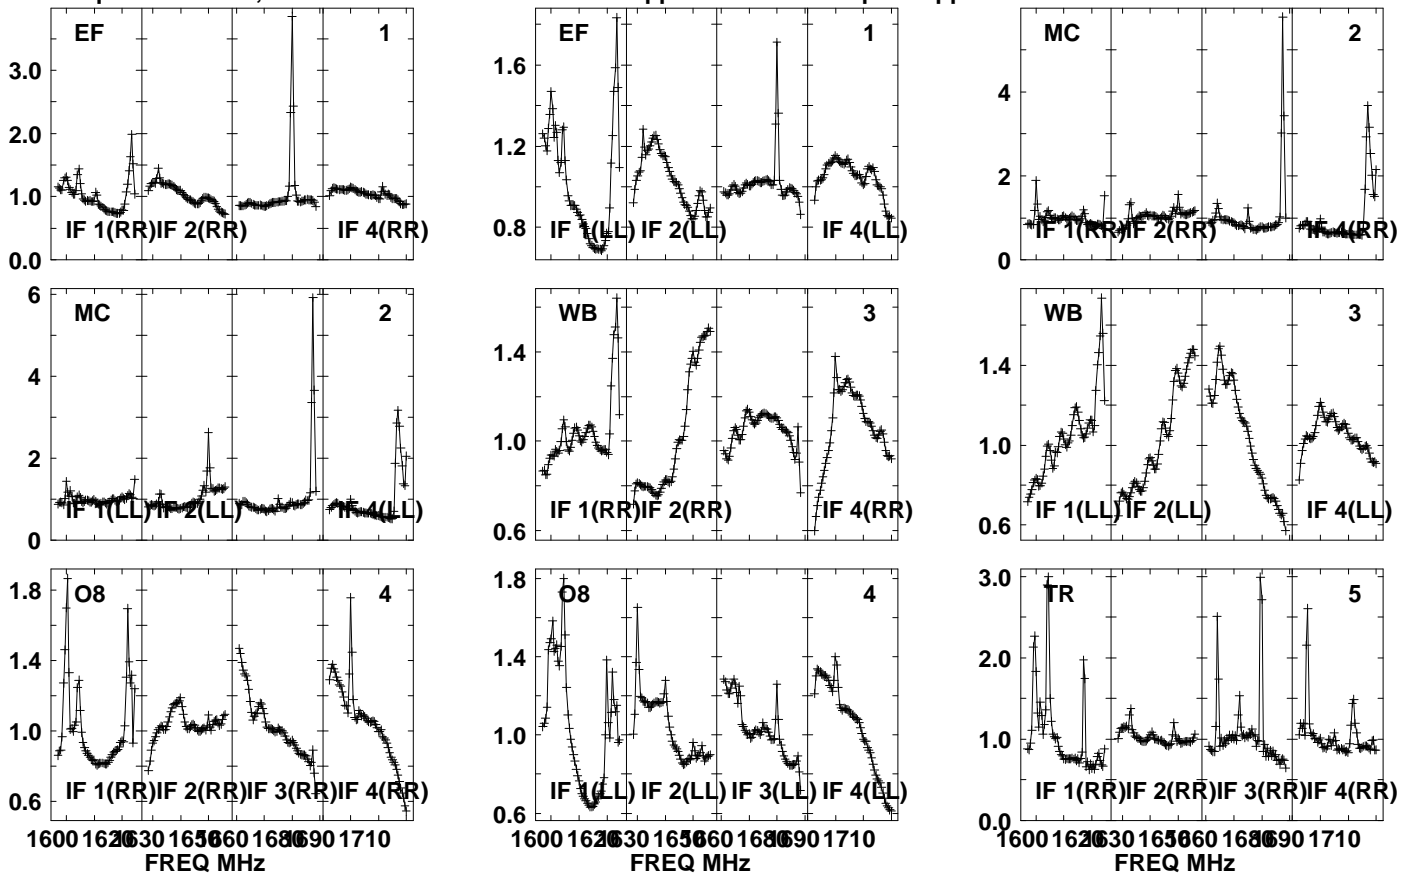 EF 1
3.0
2.0
1.0
0.0
IF 1(RR) IF 2(RR) IF 4(RR)
EF 1
1.6
1.2
0.8
IF 1(LL) IF 2(LL) IF 4(LL)
MC 2
4
2
0
IF 1(RR) IF 2(RR) IF 4(RR)
MC 2
6
4
2
0
IF 1(LL) IF 2(LL) IF 4(LL)
WB 3
1.4
1.0
0.6
IF 1(RR) IF 2(RR) IF 4(RR)
WB 3
1.4
1.0
0.6
IF 1(LL) IF 2(LL) IF 4(LL)
O8 4
1.8
1.4
1.0
0.6
IF 1(RR) IF 2(RR) IF 3(RR) IF 4(RR)
1600 1620 1630 1650 1660 1680 1690 1710
FREQ MHz
O8 4
1.8
1.4
1.0
0.6
IF 1(LL) IF 2(LL) IF 3(LL) IF 4(LL)
1600 1620 1630 1650 1660 1680 1690 1710
FREQ MHz
TR 5
3.0
2.0
1.0
0.0
IF 1(RR) IF 2(RR) IF 3(RR) IF 4(RR)
1600 1620 1630 1650 1660 1680 1690 1710
FREQ MHz